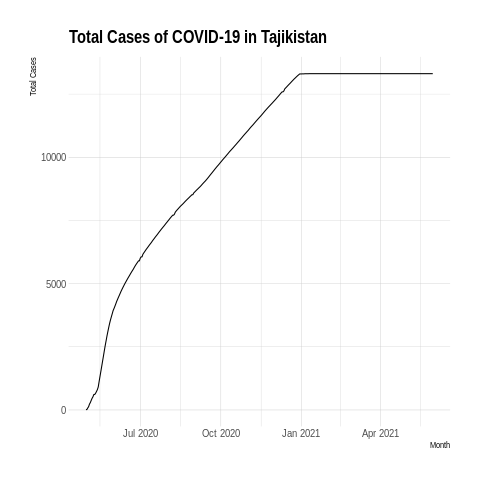 Total Cases of COVID-19 in Tajikistan
Total Cases
10000
5000
0
Jul 2020 Oct 2020 Jan 2021 Apr 2021
Month